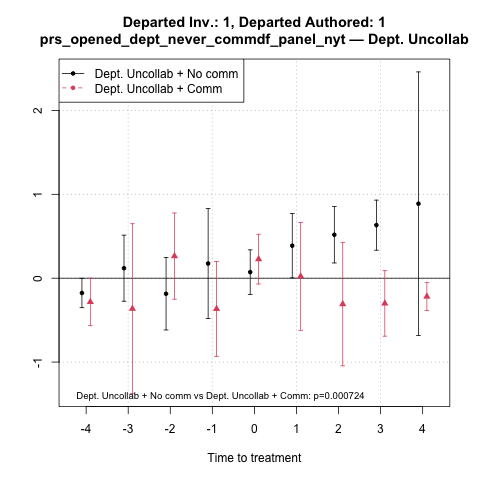 Departed Inv.: 1, Departed Authored: 1
prs_opened_dept_never_commdf_panel_nyt — Dept. Uncollab
Dept. Uncollab + No comm
Dept. Uncollab + Comm
2
1
0
-1
Dept. Uncollab + No comm vs Dept. Uncollab + Comm: p=0.000724
-4 -3 -2 -1 0 1 2 3 4
Time to treatment